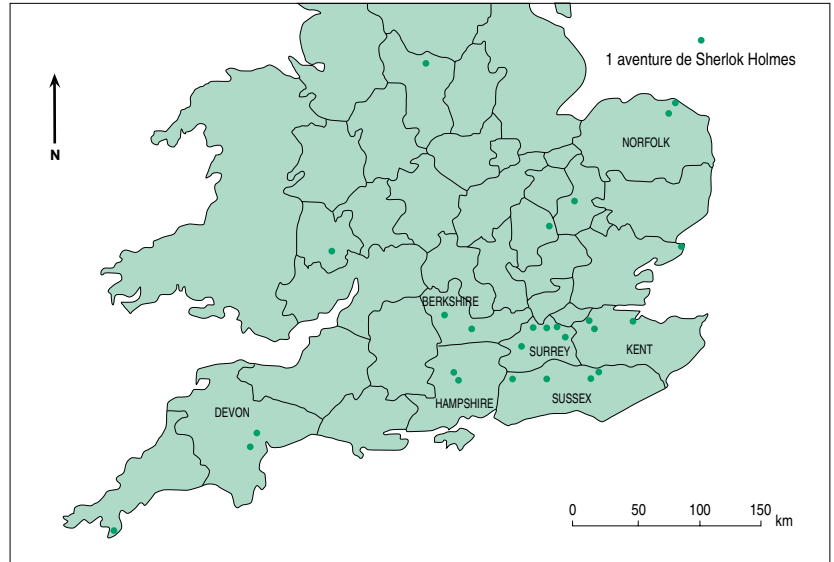 1 aventure de Sherlok Holmes
N
NORFOLK
BERKSHIRE
SURREY
KENT
HAMPSHIRE
SUSSEX
DEVON
0 50 100 150 km